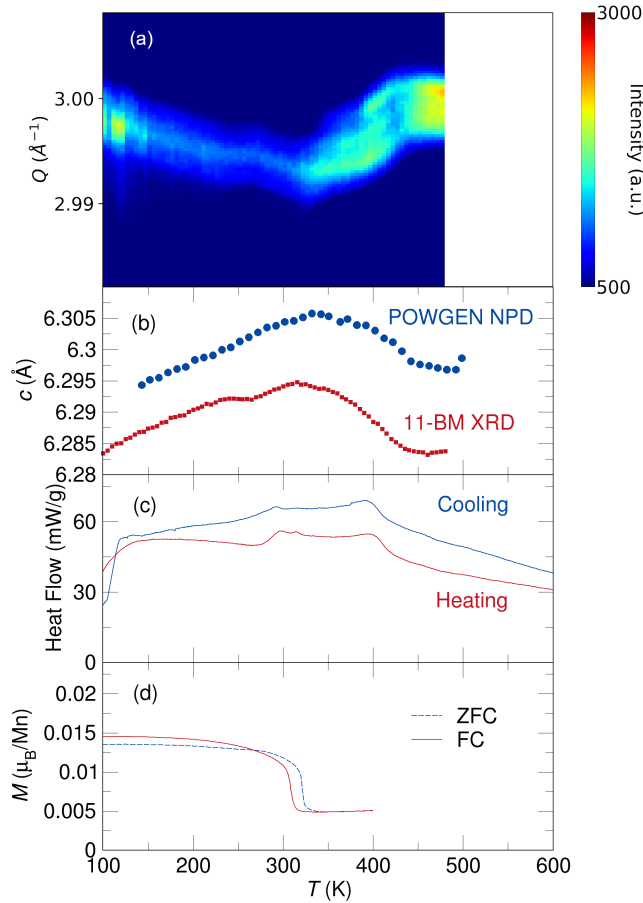 (a)
3.00
2.99
Q (Å⁻¹)
3000
500
Intensity (a.u.)
(b)
POWGEN NPD
11-BM XRD
6.305
6.3
6.295
6.29
6.285
6.28
c (Å)
(c)
Cooling
Heating
60
30
0
Heat Flow (mW/g)
(d)
ZFC
FC
0.02
0.015
0.01
0.005
0
M (μB/Mn)
100 200 300 400 500 600
T (K)